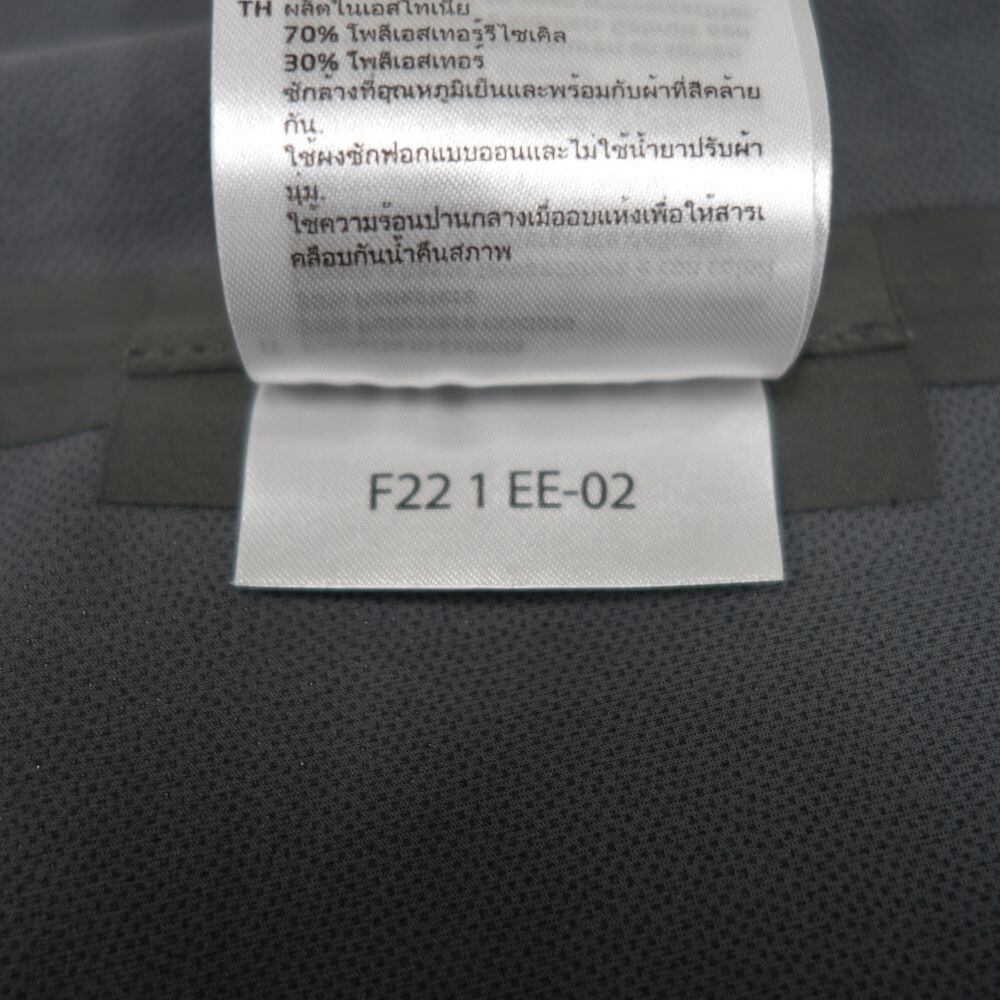 TH ผลิตในเอสโทเนีย
70% โพลีเอสเทอร์รีไซเคิล
30% โพลีเอสเทอร์
ซักล้างที่อุณหภูมิเย็นและพร้อมกับผ้าที่สีคล้าย
กัน.
ใช้ผงซักฟอกแบบออนและไม่ใช้น้ำยาปรับผ้า
นุ่ม.
ใช้ความร้อนปานกลางเมื่ออบแห้งเพื่อให้สารเ
คลือบกันน้ำคืนสภาพ
F22 1 EE-02